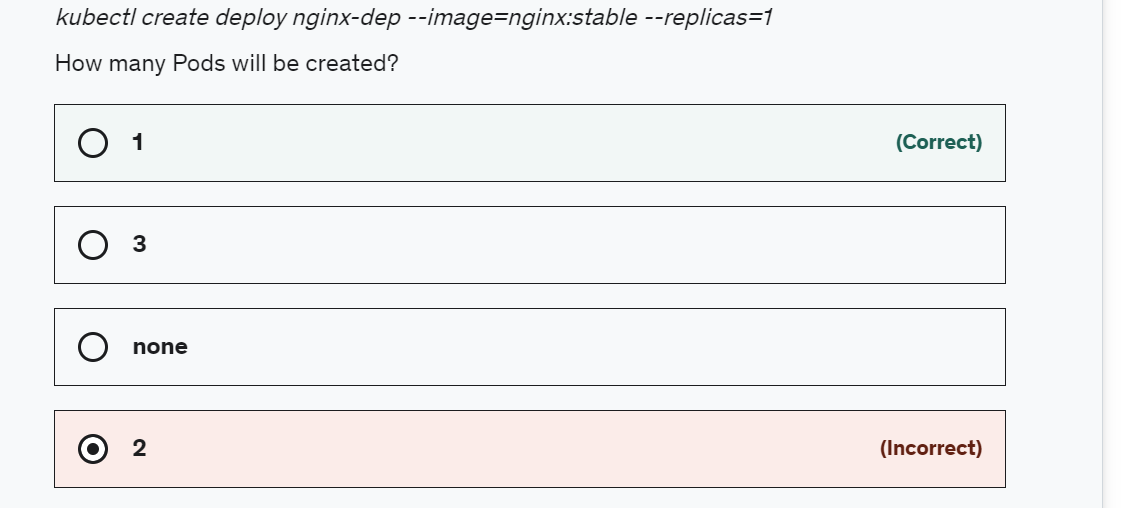 kubectl create deploy nginx-dep --image=nginx:stable --replicas=1
How many Pods will be created?
1 (Correct)
3
none
2 (Incorrect)